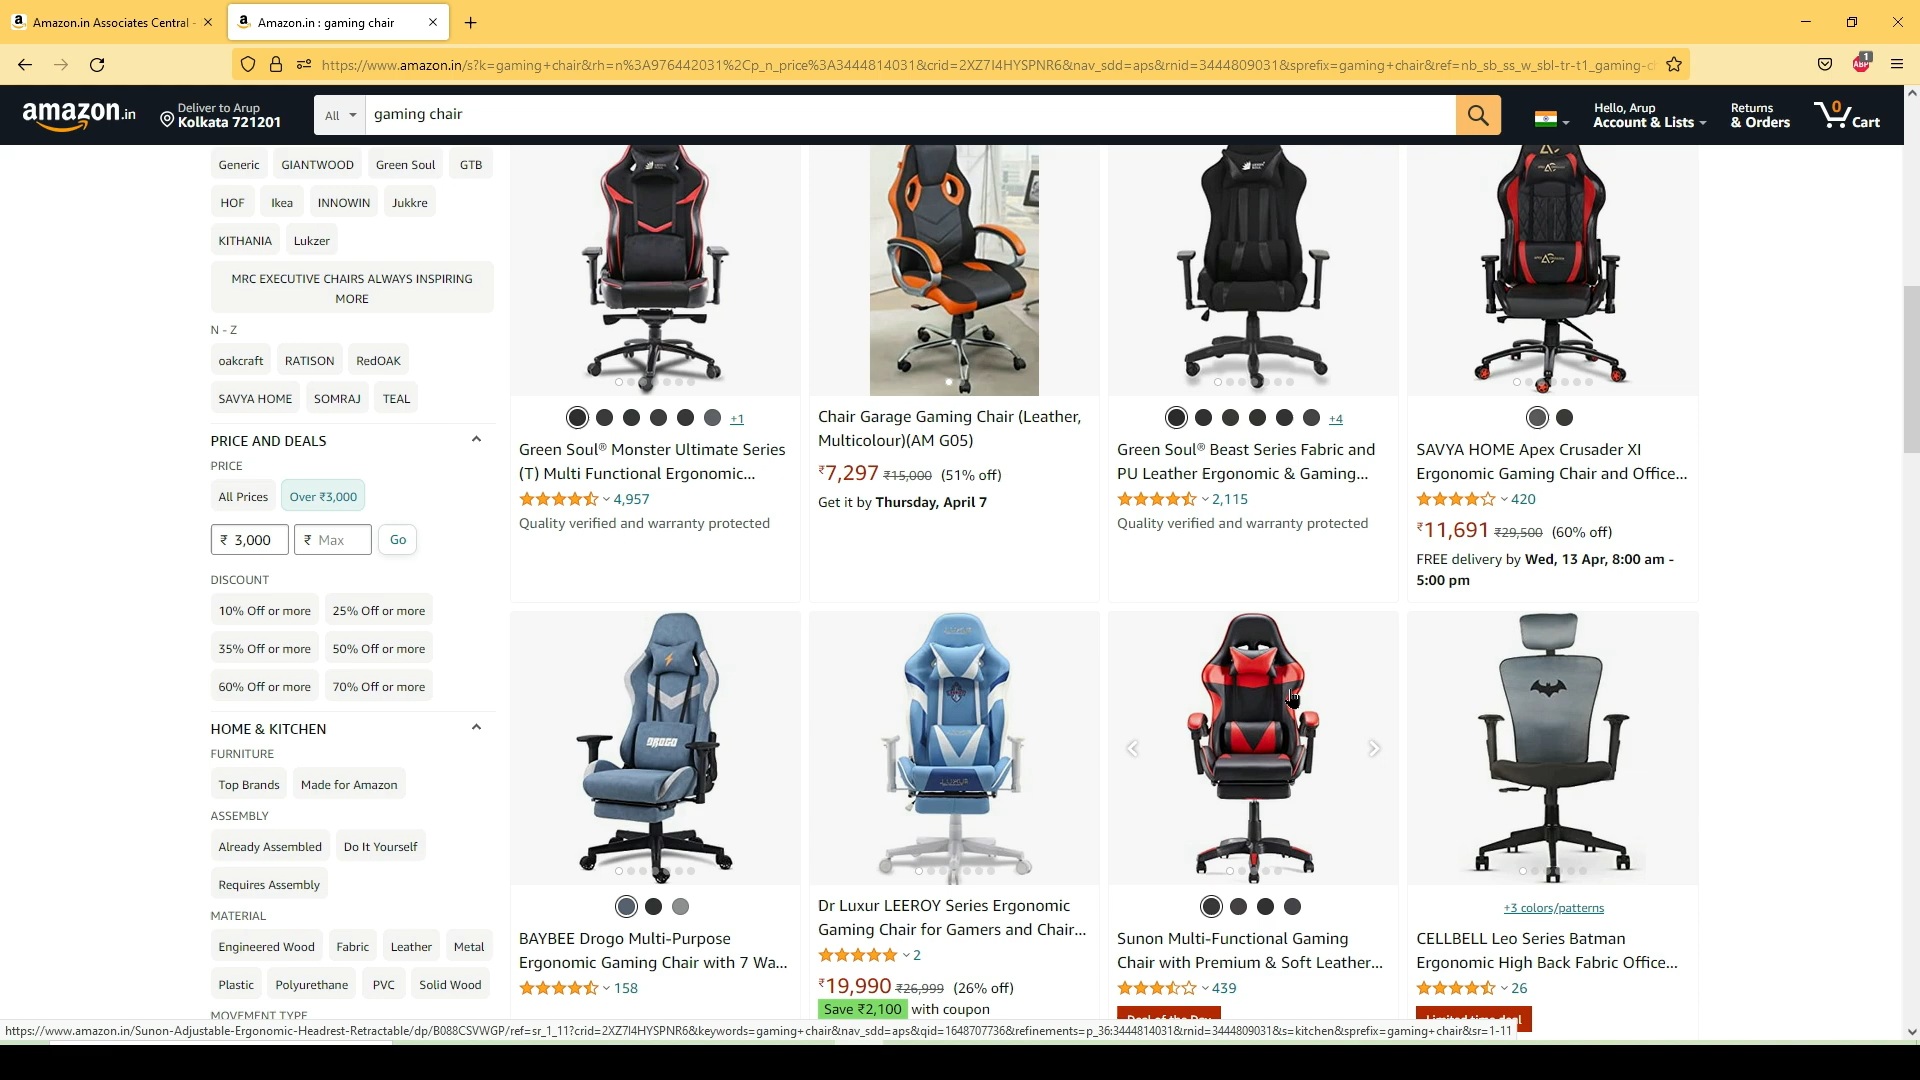 Amazon.in Associates Central -
Amazon.in : gaming chair
https://www.amazon.in/s?k=gaming+chair&rh=n%3A976442031%2Cp_n_price%3A3444814031&crid=2XZ7I4HYSPNR6&nav_sdd=aps&rnid=3444809031&sprefix=gaming+chair&ref=nb_sb_ss_w_sbl-tr-t1_gaming-c
1
ABP
amazon.in
Deliver to Arup
Kolkata 721201
All
gaming chair
Hello, Arup
Account & Lists
Returns
& Orders
0
Cart
Generic
GIANTWOOD
Green Soul
GTB
HOF
Ikea
INNOWIN
Jukkre
KITHANIA
Lukzer
MRC EXECUTIVE CHAIRS ALWAYS INSPIRING
MORE
N - Z
oakcraft
RATISON
RedOAK
SAVYA HOME
SOMRAJ
TEAL
PRICE AND DEALS
PRICE
All Prices
Over ₹3,000
₹ 3,000
₹ Max
Go
DISCOUNT
10% Off or more
25% Off or more
35% Off or more
50% Off or more
60% Off or more
70% Off or more
HOME & KITCHEN
FURNITURE
Top Brands
Made for Amazon
ASSEMBLY
Already Assembled
Do It Yourself
Requires Assembly
MATERIAL
Engineered Wood
Fabric
Leather
Metal
Plastic
Polyurethane
PVC
Solid Wood
MOVEMENT TYPE
+1
Green Soul® Monster Ultimate Series
(T) Multi Functional Ergonomic...
4,957
Quality verified and warranty protected
Chair Garage Gaming Chair (Leather,
Multicolour)(AM G05)
₹7,297 ₹15,000 (51% off)
Get it by Thursday, April 7
+4
Green Soul® Beast Series Fabric and
PU Leather Ergonomic & Gaming...
2,115
Quality verified and warranty protected
SAVYA HOME Apex Crusader XI
Ergonomic Gaming Chair and Office...
420
₹11,691 ₹29,500 (60% off)
FREE delivery by Wed, 13 Apr, 8:00 am -
5:00 pm
DROGO
BAYBEE Drogo Multi-Purpose
Ergonomic Gaming Chair with 7 Wa...
158
Dr Luxur LEEROY Series Ergonomic
Gaming Chair for Gamers and Chair...
2
₹19,990 ₹26,999 (26% off)
Save ₹2,100 with coupon
Sunon Multi-Functional Gaming
Chair with Premium & Soft Leather...
439
Deal of the Day
+3 colors/patterns
CELLBELL Leo Series Batman
Ergonomic High Back Fabric Office...
26
Limited time deal
https://www.amazon.in/Sunon-Adjustable-Ergonomic-Headrest-Retractable/dp/B088CSVWGP/ref=sr_1_11?crid=2XZ7I4HYSPNR6&keywords=gaming+chair&nav_sdd=aps&qid=1648707736&refinements=p_36:3444814031&rnid=3444809031&s=kitchen&sprefix=gaming+chair&sr=1-11